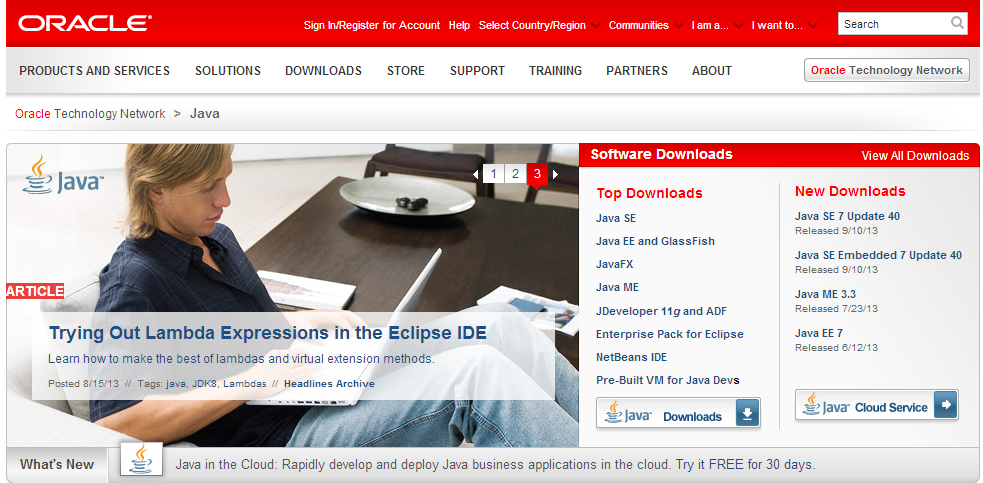 ORACLE
Sign In/Register for Account Help Select Country/Region Communities I am a... I want to... Search
PRODUCTS AND SERVICES SOLUTIONS DOWNLOADS STORE SUPPORT TRAINING PARTNERS ABOUT Oracle Technology Network
Oracle Technology Network > Java
Java™
1 2 3
ARTICLE
Trying Out Lambda Expressions in the Eclipse IDE
Learn how to make the best of lambdas and virtual extension methods.
Posted 8/15/13 // Tags: java, JDK8, Lambdas // Headlines Archive
Software Downloads View All Downloads
Top Downloads
Java SE
Java EE and GlassFish
JavaFX
Java ME
JDeveloper 11g and ADF
Enterprise Pack for Eclipse
NetBeans IDE
Pre-Built VM for Java Devs
Java™ Downloads
New Downloads
Java SE 7 Update 40
Released 9/10/13
Java SE Embedded 7 Update 40
Released 9/10/13
Java ME 3.3
Released 7/23/13
Java EE 7
Released 6/12/13
Java™ Cloud Service
What's New Java in the Cloud: Rapidly develop and deploy Java business applications in the cloud. Try it FREE for 30 days.